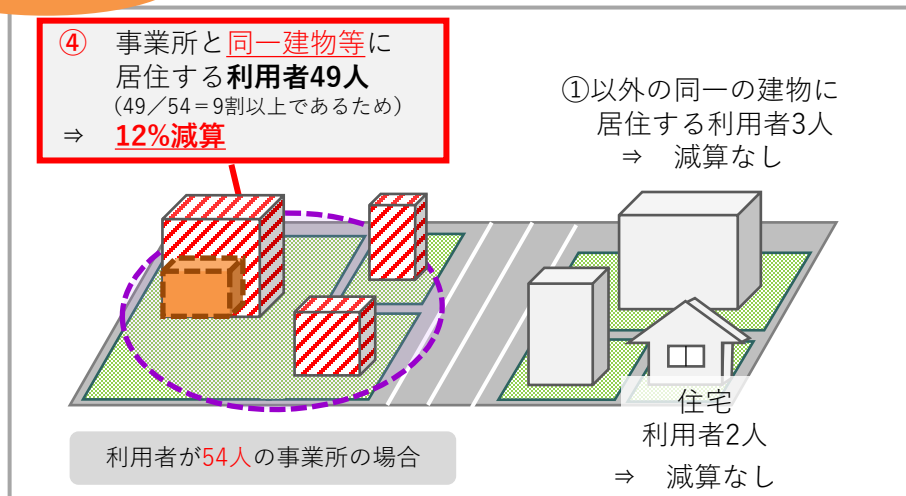 ④ 事業所と同一建物等に
居住する利用者49人
（49／54＝9割以上であるため）
⇒ 12%減算
①以外の同一の建物に
居住する利用者3人
⇒ 減算なし
住宅
利用者2人
⇒ 減算なし
利用者が54人の事業所の場合